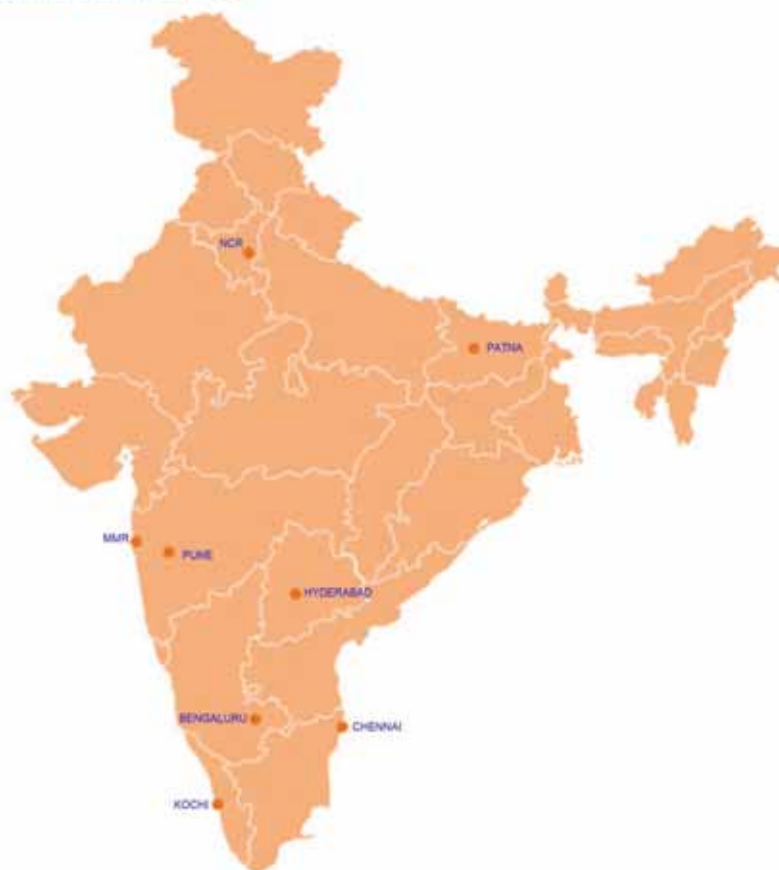 NCR
PATNA
MMR
PUNE
HYDERABAD
BENGALURU
CHENNAI
KOCHI